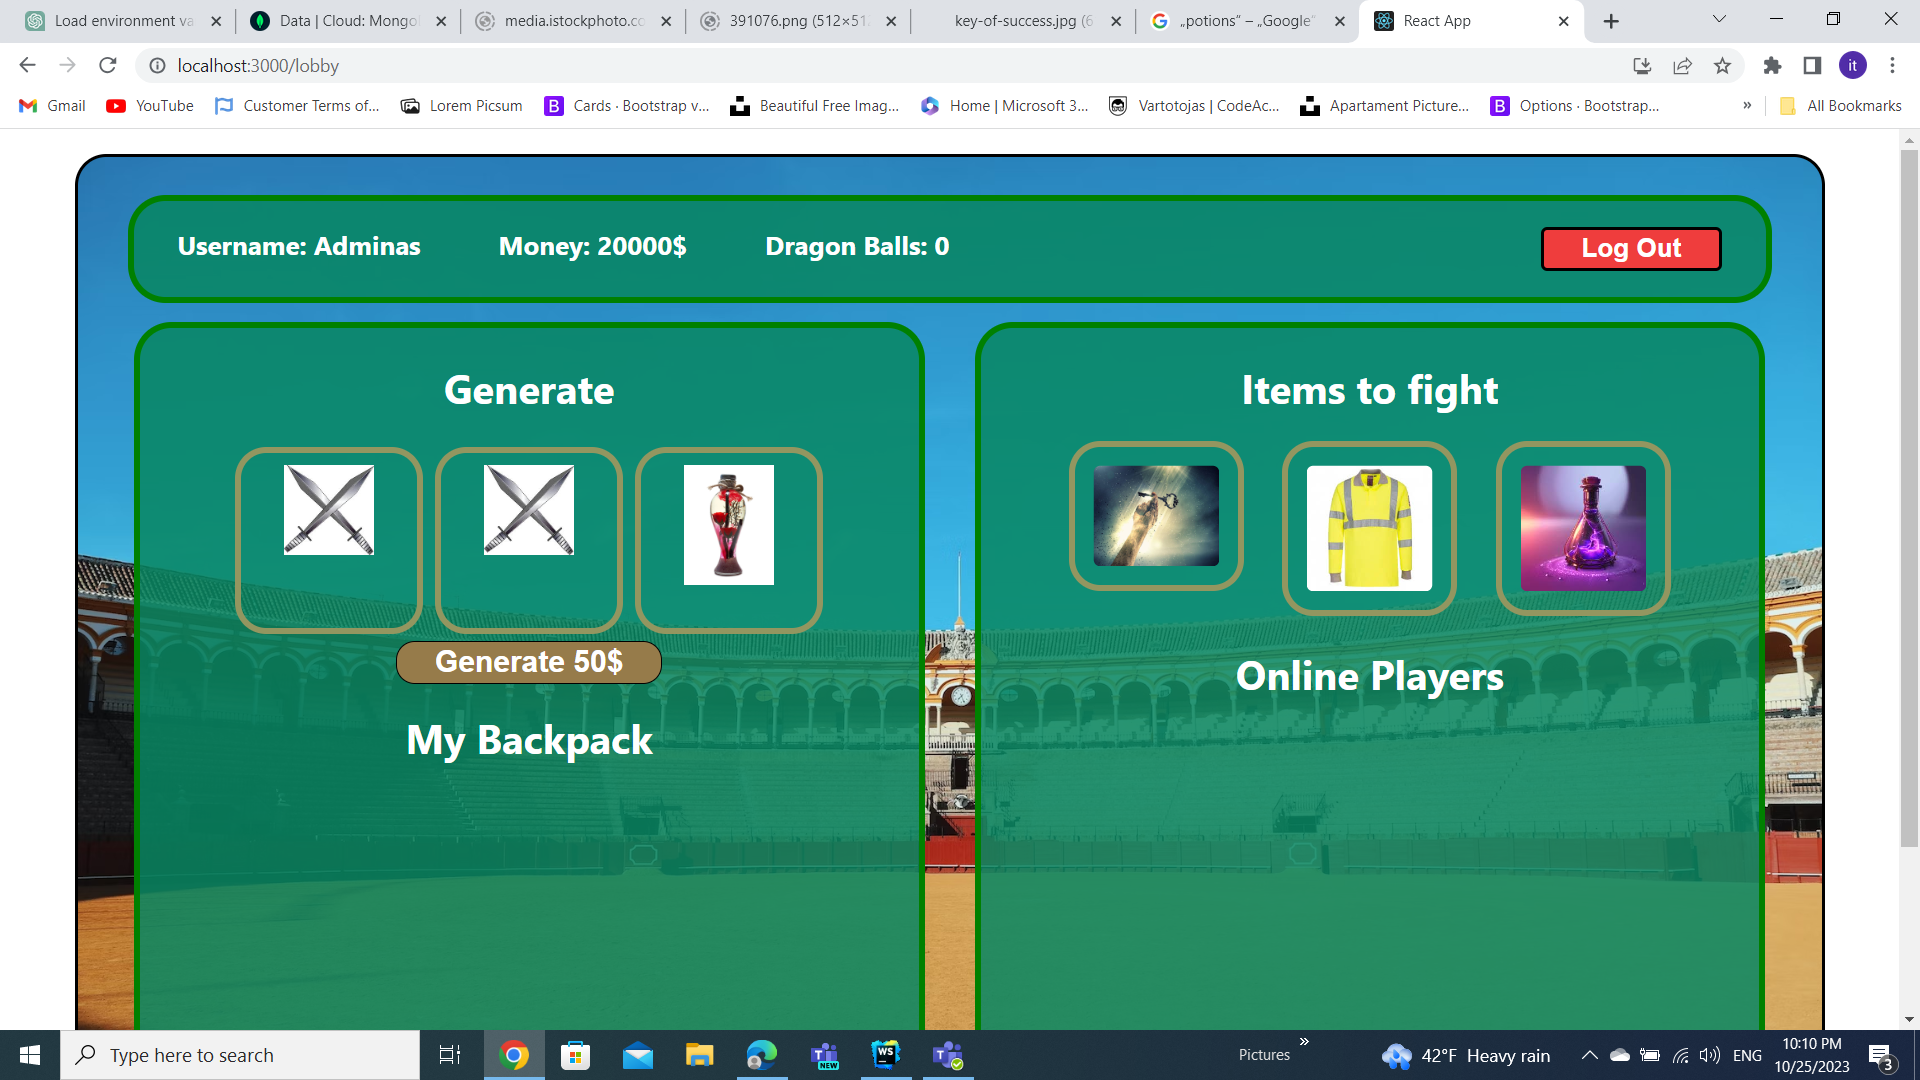 Load environment va
Data | Cloud: Mongo
media.istockphoto.co
391076.png (512×51
key-of-success.jpg (6
„potions“ – „Google“
React App
localhost:3000/lobby
it
Gmail
YouTube
Customer Terms of...
Lorem Picsum
B
Cards · Bootstrap v...
Beautiful Free Imag...
Home | Microsoft 3...
Vartotojas | CodeAc...
Apartament Picture...
B
Options · Bootstrap...
»
All Bookmarks
Username: Adminas
Money: 20000$
Dragon Balls: 0
Log Out
Generate
Generate 50$
My Backpack
Items to fight
Online Players
Type here to search
NEW
WS
Pictures
»
42°F Heavy rain
ENG
10:10 PM
10/25/2023
3